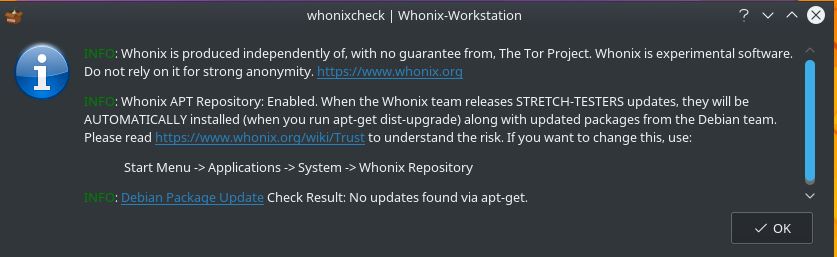 whonixcheck | Whonix-Workstation
INFO: Whonix is produced independently of, with no guarantee from, The Tor Project. Whonix is experimental software.
Do not rely on it for strong anonymity. https://www.whonix.org
INFO: Whonix APT Repository: Enabled. When the Whonix team releases STRETCH-TESTERS updates, they will be
AUTOMATICALLY installed (when you run apt-get dist-upgrade) along with updated packages from the Debian team.
Please read https://www.whonix.org/wiki/Trust to understand the risk. If you want to change this, use:
Start Menu -> Applications -> System -> Whonix Repository
INFO: Debian Package Update Check Result: No updates found via apt-get.
OK